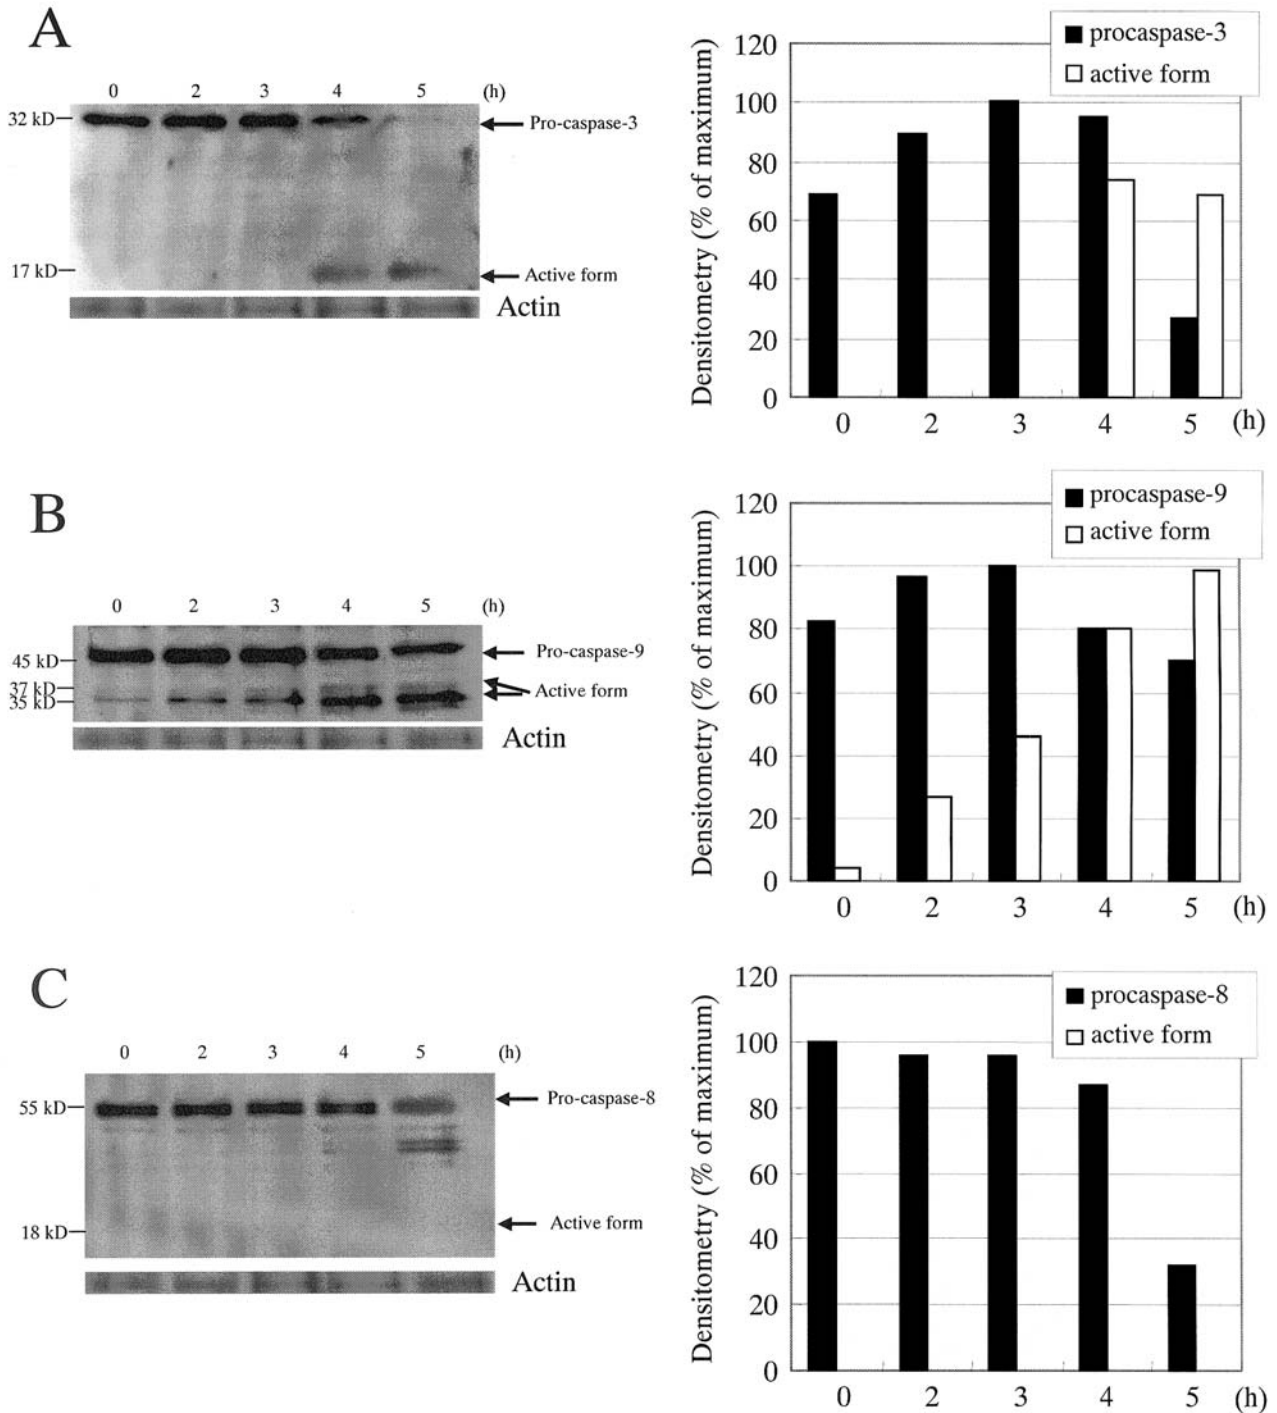 A
0 2 3 4 5 (h)
32 kD
Pro-caspase-3
17 kD
Active form
Actin
Densitometry (% of maximum)
procaspase-3
active form
120
100
80
60
40
20
0
0 2 3 4 5 (h)
B
0 2 3 4 5 (h)
45 kD
Pro-caspase-9
37 kD
35 kD
Active form
Actin
Densitometry (% of maximum)
procaspase-9
active form
120
100
80
60
40
20
0
0 2 3 4 5 (h)
C
0 2 3 4 5 (h)
55 kD
Pro-caspase-8
18 kD
Active form
Actin
Densitometry (% of maximum)
procaspase-8
active form
120
100
80
60
40
20
0
0 2 3 4 5 (h)